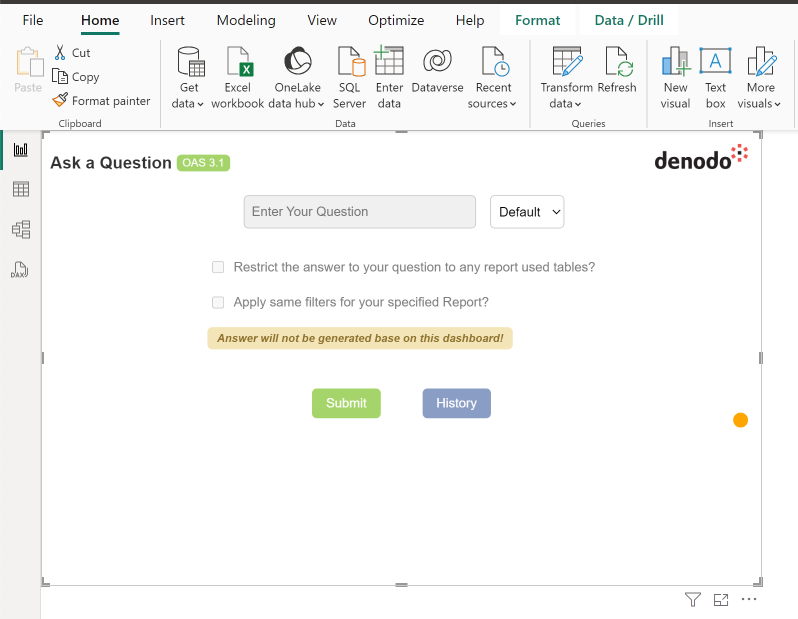 File Home Insert Modeling View Optimize Help Format Data / Drill
Paste
Cut
Copy
Format painter
Clipboard
Get data
Excel workbook
OneLake data hub
SQL Server
Enter data
Dataverse
Recent sources
Data
Transform data
Refresh
Queries
New visual
Text box
More visuals
Insert
DAX
Ask a Question OAS 3.1
denodo
Enter Your Question
Default
Restrict the answer to your question to any report used tables?
Apply same filters for your specified Report?
Answer will not be generated base on this dashboard!
Submit
History